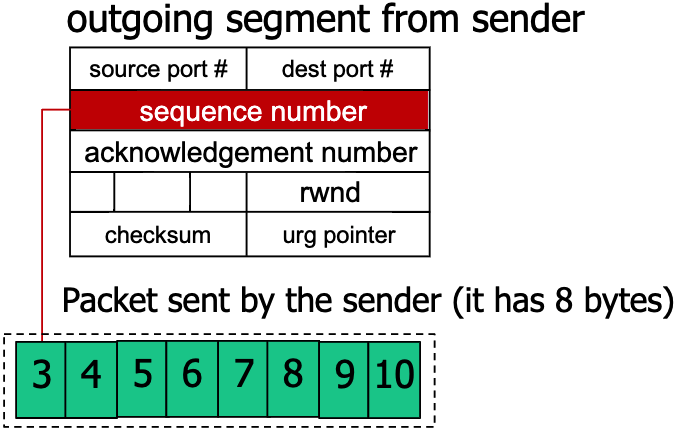 outgoing segment from sender
source port # dest port #
sequence number
acknowledgement number
rwnd
checksum urg pointer
Packet sent by the sender (it has 8 bytes)
3 4 5 6 7 8 9 10